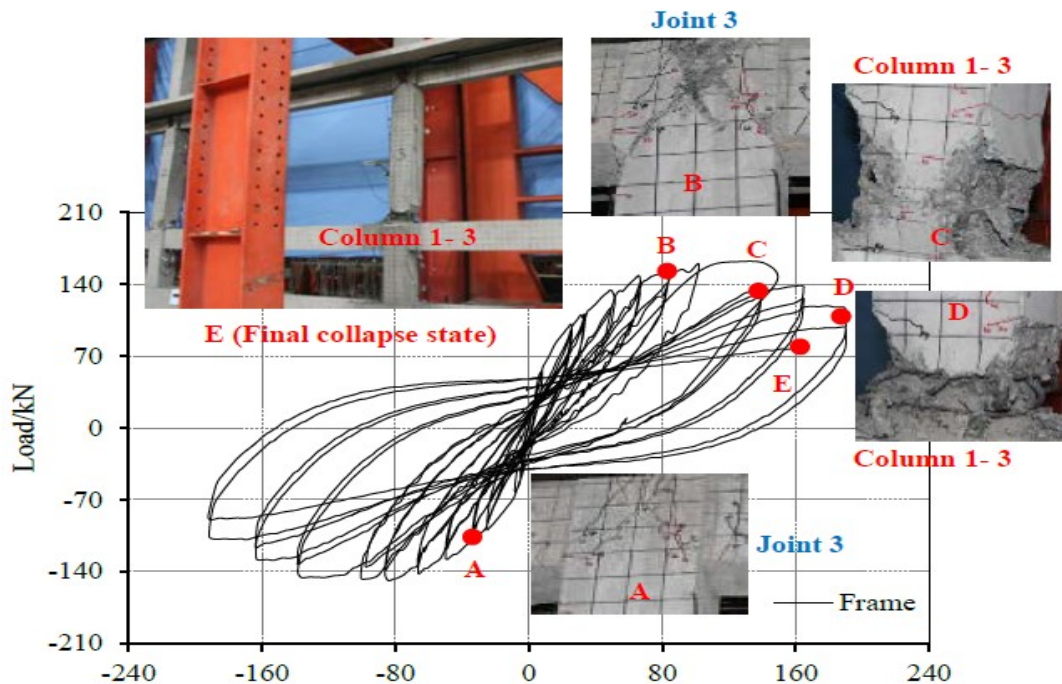 Joint 3
Column 1- 3
B
C
Column 1- 3
E (Final collapse state)
210
140
70
0
-70
-140
-210
Load/kN
B
C
D
E
A
D
Column 1- 3
Joint 3
A
Frame
-240
-160
-80
0
80
160
240